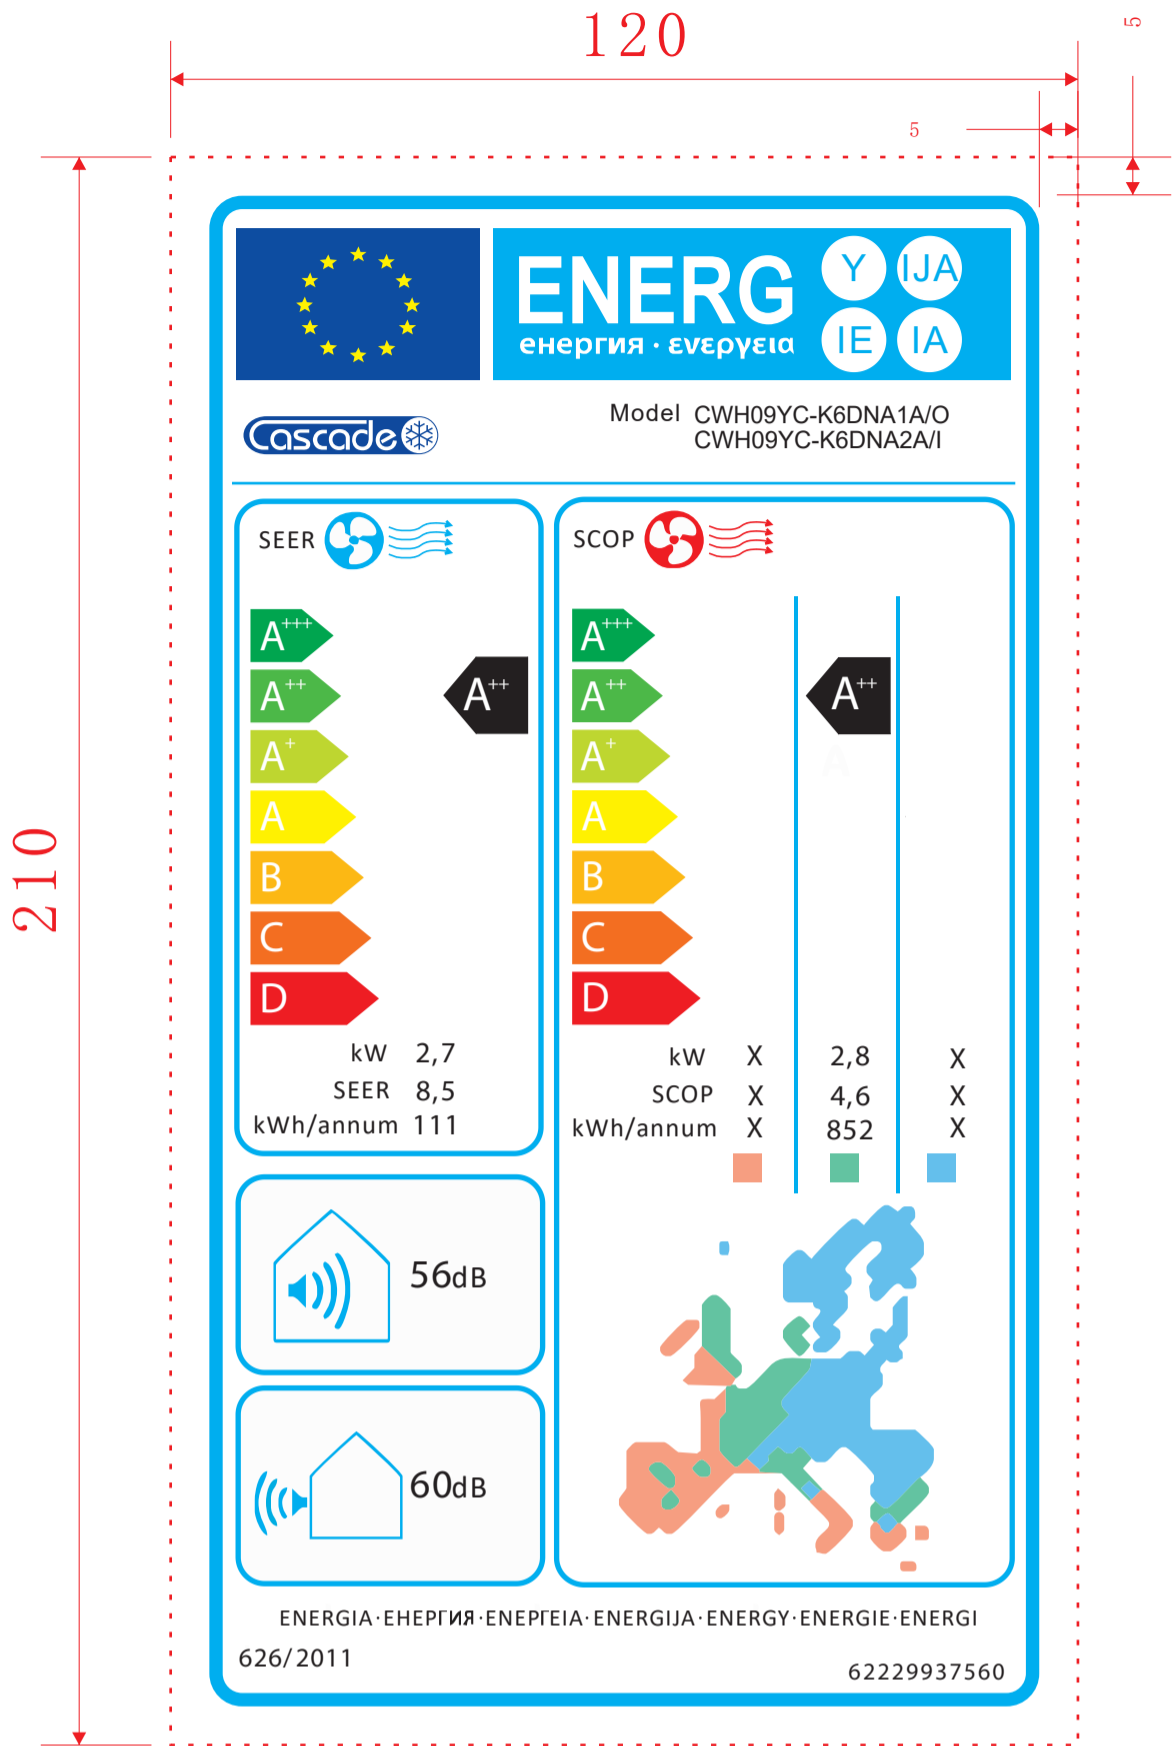 120
5
5
210
ENERG
енергия · ενεργεια
Y
IJA
IE
IA
Cascade
Model CWH09YC-K6DNA1A/O
CWH09YC-K6DNA2A/I
SEER
A+++
A++
A+
A
B
C
D
A++
kW 2,7
SEER 8,5
kWh/annum 111
SCOP
A+++
A++
A+
A
B
C
D
A++
A
kW X 2,8 X
SCOP X 4,6 X
kWh/annum X 852 X
56dB
60dB
ENERGIA·ЕНЕРГИЯ·ΕΝΕΡΓΕΙΑ·ENERGIJA·ENERGY·ENERGIE·ENERGI
626/2011
62229937560